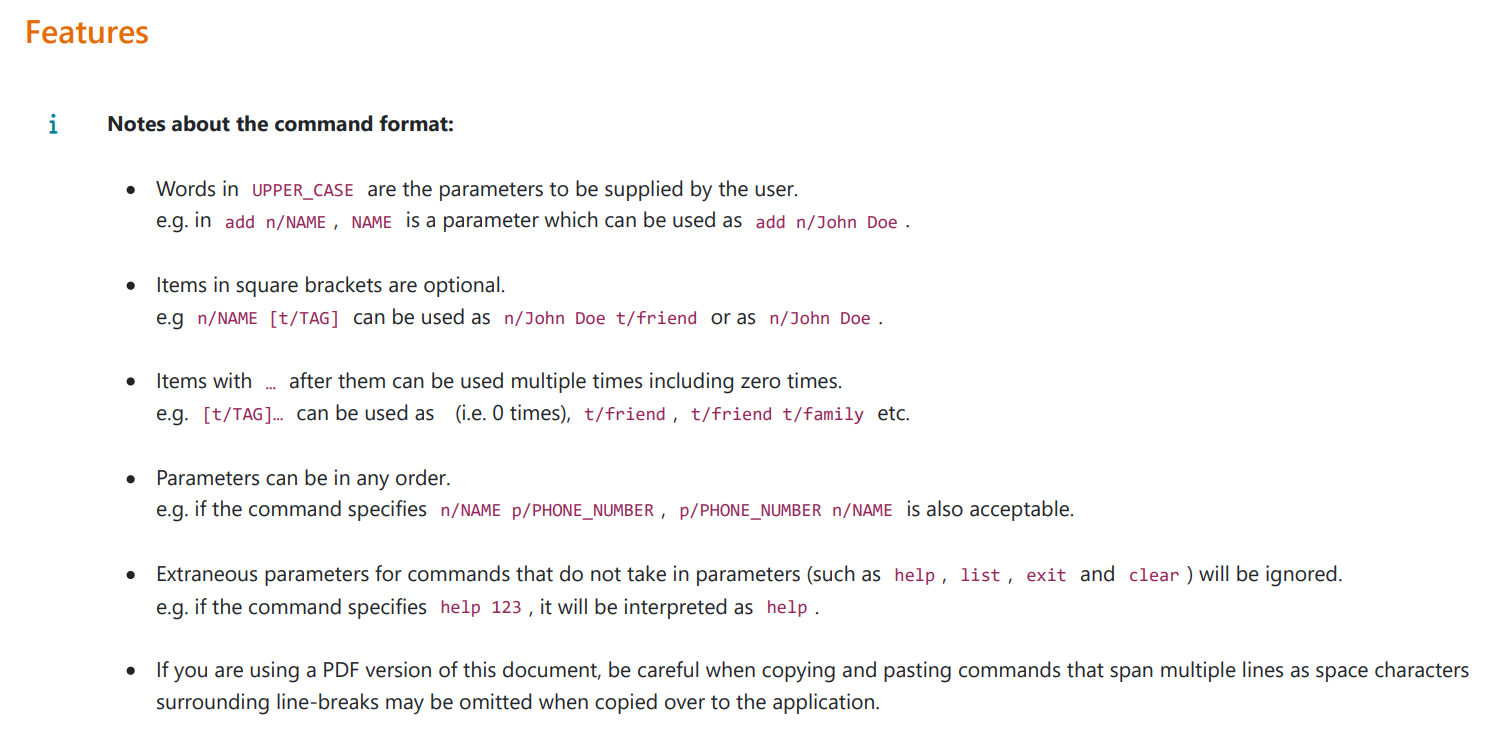 Features
i Notes about the command format:
• Words in UPPER_CASE are the parameters to be supplied by the user.
e.g. in add n/NAME , NAME is a parameter which can be used as add n/John Doe .
• Items in square brackets are optional.
e.g n/NAME [t/TAG] can be used as n/John Doe t/friend or as n/John Doe .
• Items with … after them can be used multiple times including zero times.
e.g. [t/TAG]… can be used as (i.e. 0 times), t/friend , t/friend t/family etc.
• Parameters can be in any order.
e.g. if the command specifies n/NAME p/PHONE_NUMBER , p/PHONE_NUMBER n/NAME is also acceptable.
• Extraneous parameters for commands that do not take in parameters (such as help , list , exit and clear ) will be ignored.
e.g. if the command specifies help 123 , it will be interpreted as help .
• If you are using a PDF version of this document, be careful when copying and pasting commands that span multiple lines as space characters
surrounding line-breaks may be omitted when copied over to the application.